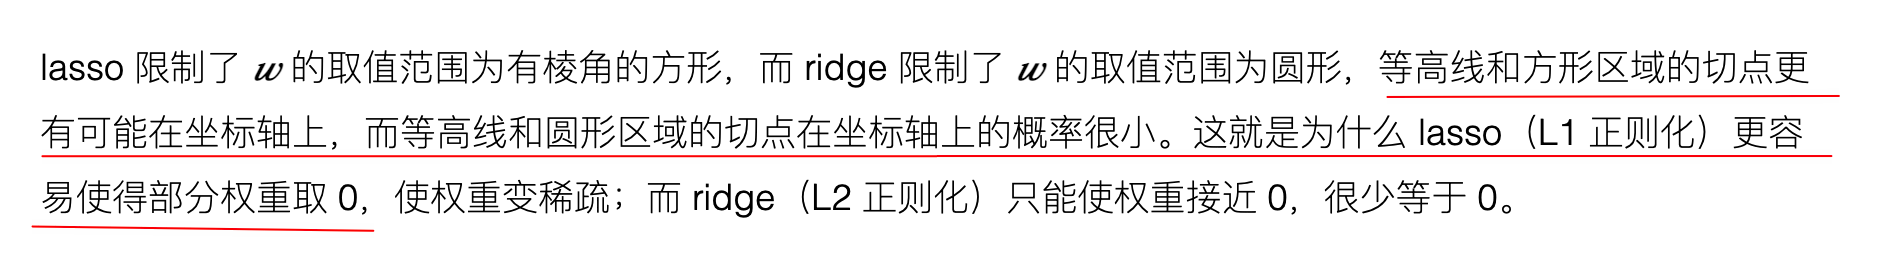 lasso 限制了 w 的取值范围为有棱角的方形，而 ridge 限制了 w 的取值范围为圆形，等高线和方形区域的切点更
有可能在坐标轴上，而等高线和圆形区域的切点在坐标轴上的概率很小。这就是为什么 lasso（L1 正则化）更容
易使得部分权重取 0，使权重变稀疏；而 ridge（L2 正则化）只能使权重接近 0，很少等于 0。